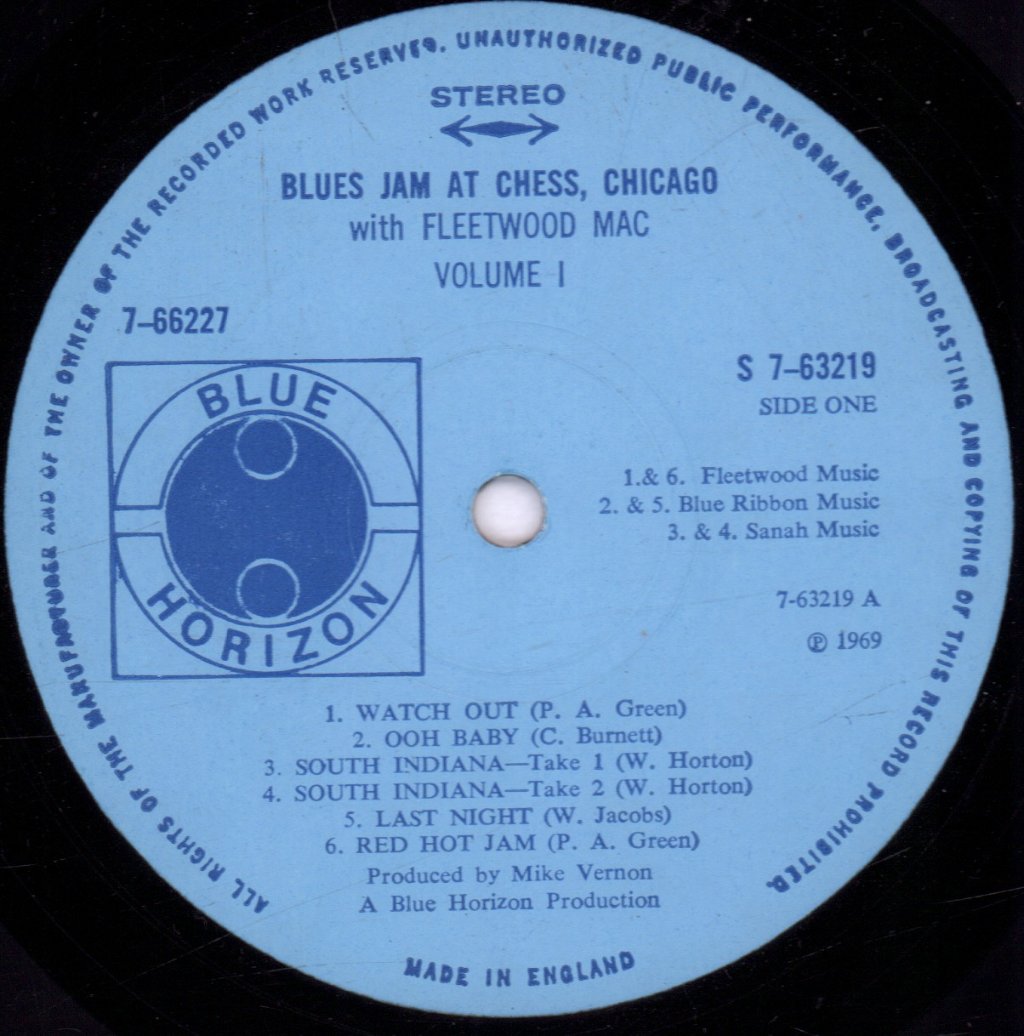 ALL RIGHTS OF THE MANUFACTURER AND OF THE OWNER OF THE RECORDED WORK RESERVED. UNAUTHORIZED PUBLIC PERFORMANCE, BROADCASTING AND COPYING OF THIS RECORD PROHIBITED.
STEREO
BLUES JAM AT CHESS, CHICAGO
with FLEETWOOD MAC
VOLUME I
7–66227
S 7–63219
SIDE ONE
BLUE
HORIZON
1.& 6. Fleetwood Music
2. & 5. Blue Ribbon Music
3. & 4. Sanah Music
7-63219 A
℗ 1969
1. WATCH OUT (P. A. Green)
2. OOH BABY (C. Burnett)
3. SOUTH INDIANA—Take 1 (W. Horton)
4. SOUTH INDIANA—Take 2 (W. Horton)
5. LAST NIGHT (W. Jacobs)
6. RED HOT JAM (P. A. Green)
Produced by Mike Vernon
A Blue Horizon Production
MADE IN ENGLAND